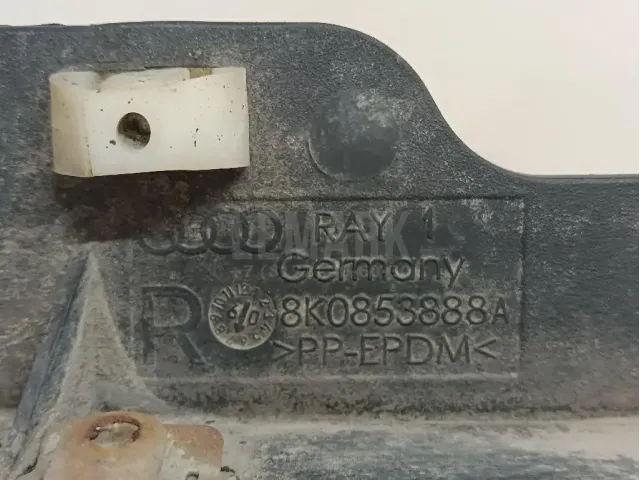 RAY 1
Germany
R 8K0853888A
>PP-EPDM<